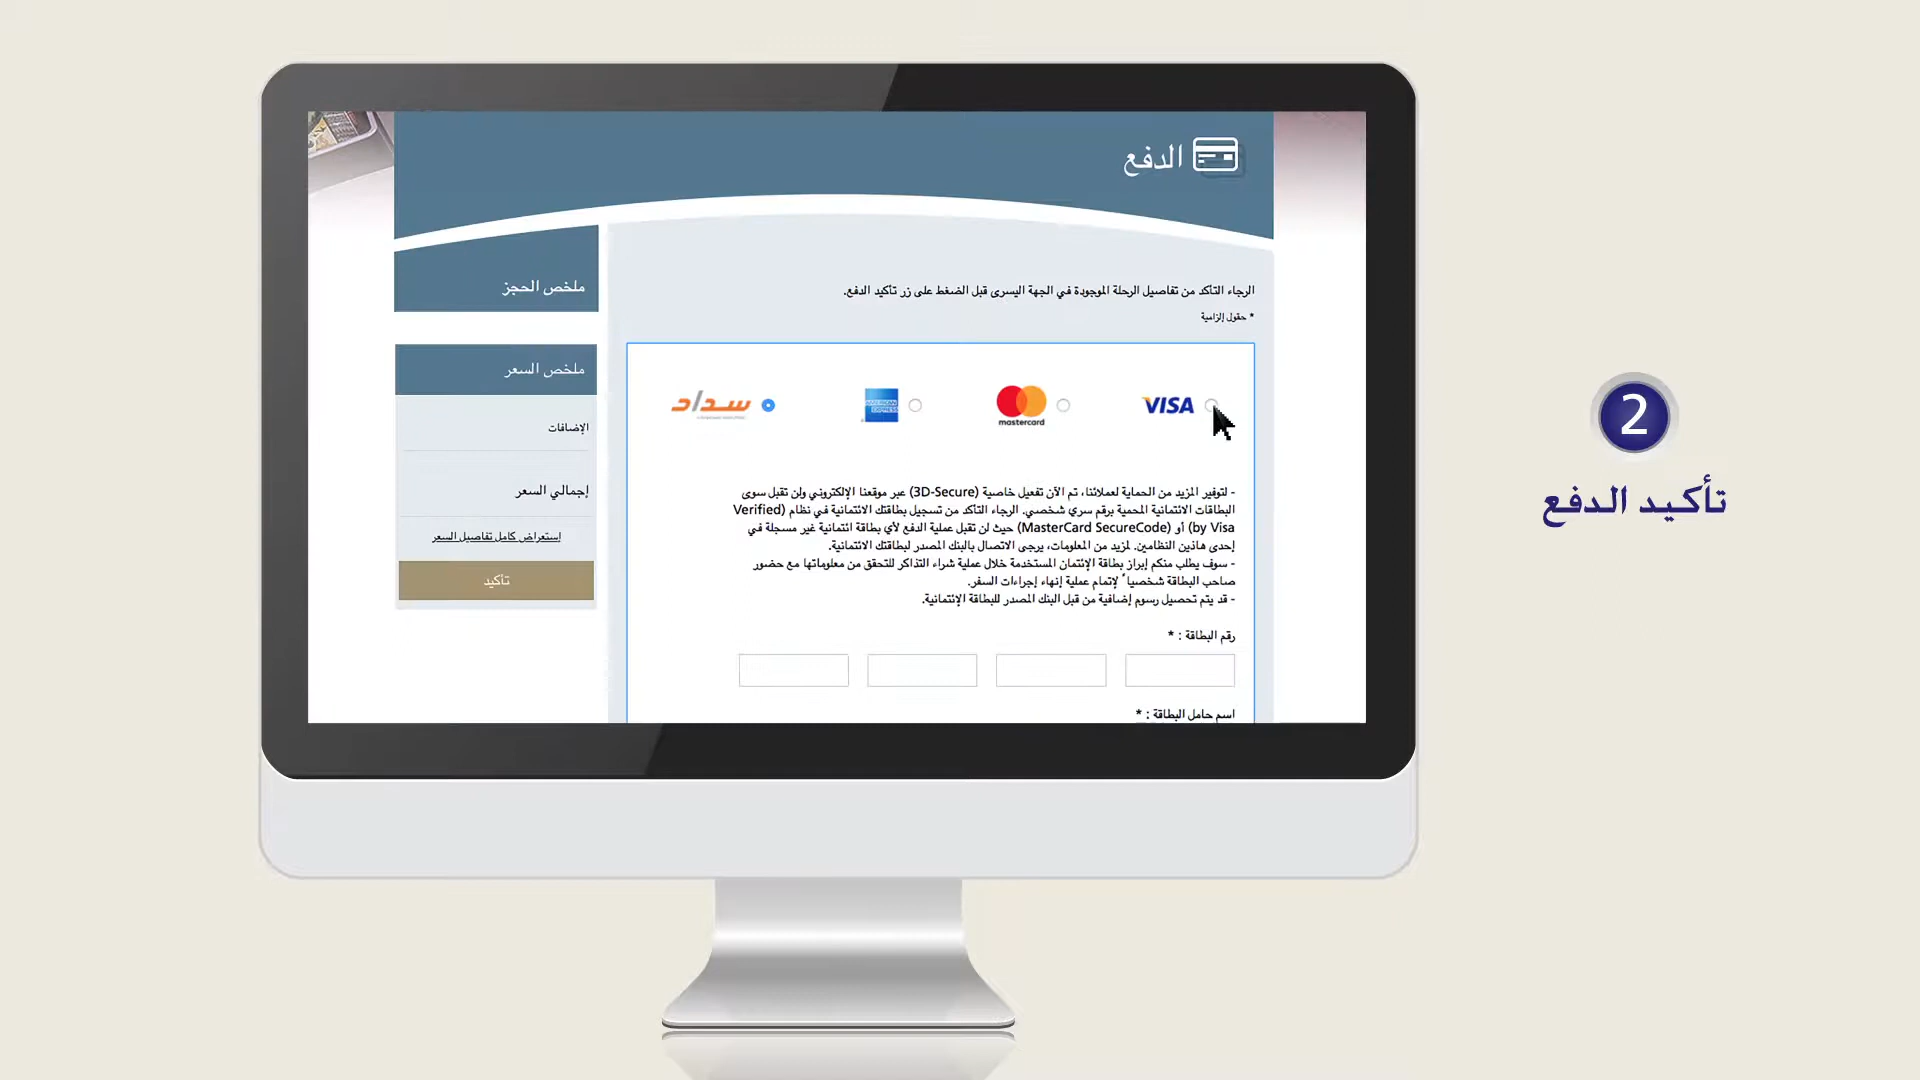 الدفع
ملخص الحجز
الرجاء التأكد من تفاصيل الرحلة الموجودة في الجهة اليسرى قبل الضغط على زر تأكيد الدفع.
* حقول إلزامية
ملخص السعر
الإضافات
إجمالي السعر
استعراض كامل تفاصيل السعر
تأكيد
VISA
mastercard
AMERICAN EXPRESS
سداد
- لتوفير المزيد من الحماية لعملائنا، تم الآن تفعيل خاصية (3D-Secure) عبر موقعنا الإلكتروني ولن تقبل سوى
البطاقات الائتمانية المحمية برقم سري شخصي. الرجاء التأكد من تسجيل بطاقتك الائتمانية في نظام (Verified
by Visa) أو (MasterCard SecureCode) حيث لن تقبل عملية الدفع لأي بطاقة ائتمانية غير مسجلة في
إحدى هاذين النظامين. لمزيد من المعلومات، يرجى الاتصال بالبنك المصدر لبطاقتك الائتمانية.
- سوف يطلب منكم إبراز بطاقة الإئتمان المستخدمة خلال عملية شراء التذاكر للتحقق من معلوماتها مع حضور
صاحب البطاقة شخصياً لإتمام عملية إنهاء إجراءات السفر.
- قد يتم تحصيل رسوم إضافية من قبل البنك المصدر للبطاقة الإئتمانية.
رقم البطاقة : *
اسم حامل البطاقة : *
2
تأكيد الدفع